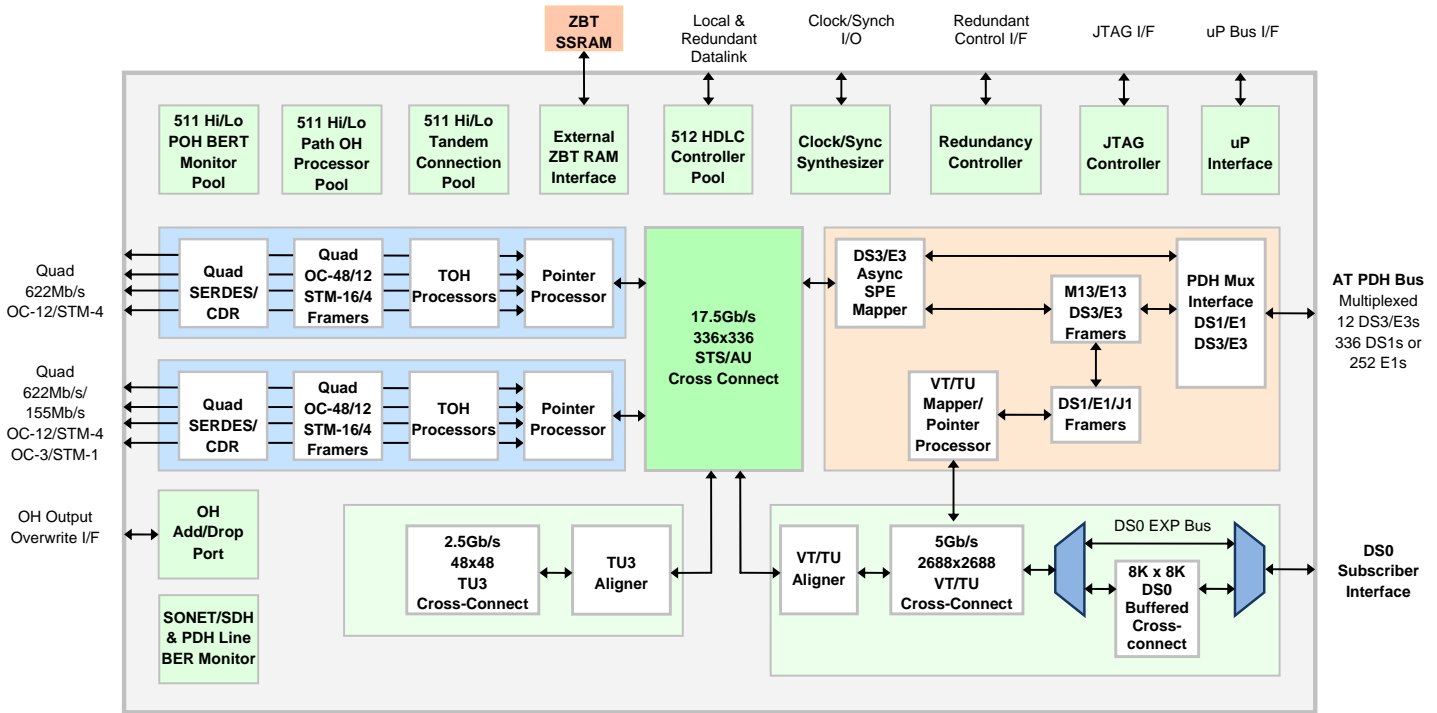 ZBT
SSRAM
Local &
Redundant
Datalink
Clock/Synch
I/O
Redundant
Control I/F
JTAG I/F
uP Bus I/F
511 Hi/Lo
POH BERT
Monitor
Pool
511 Hi/Lo
Path OH
Processor
Pool
511 Hi/Lo
Tandem
Connection
Pool
External
ZBT RAM
Interface
512 HDLC
Controller
Pool
Clock/Sync
Synthesizer
Redundancy
Controller
JTAG
Controller
uP
Interface
Quad
622Mb/s
OC-12/STM-4
Quad
SERDES/
CDR
Quad
OC-48/12
STM-16/4
Framers
TOH
Processors
Pointer
Processor
17.5Gb/s
336x336
STS/AU
Cross Connect
DS3/E3
Async
SPE
Mapper
M13/E13
DS3/E3
Framers
PDH Mux
Interface
DS1/E1
DS3/E3
AT PDH Bus
Multiplexed
12 DS3/E3s
336 DS1s or
252 E1s
Quad
622Mb/s/
155Mb/s
OC-12/STM-4
OC-3/STM-1
Quad
SERDES/
CDR
Quad
OC-48/12
STM-16/4
Framers
TOH
Processors
Pointer
Processor
VT/TU
Mapper/
Pointer
Processor
DS1/E1/J1
Framers
OH Output
Overwrite I/F
OH
Add/Drop
Port
SONET/SDH
& PDH Line
BER Monitor
2.5Gb/s
48x48
TU3
Cross-Connect
TU3
Aligner
VT/TU
Aligner
5Gb/s
2688x2688
VT/TU
Cross-Connect
DS0 EXP Bus
8K x 8K
DS0
Buffered
Cross-
connect
DS0
Subscriber
Interface